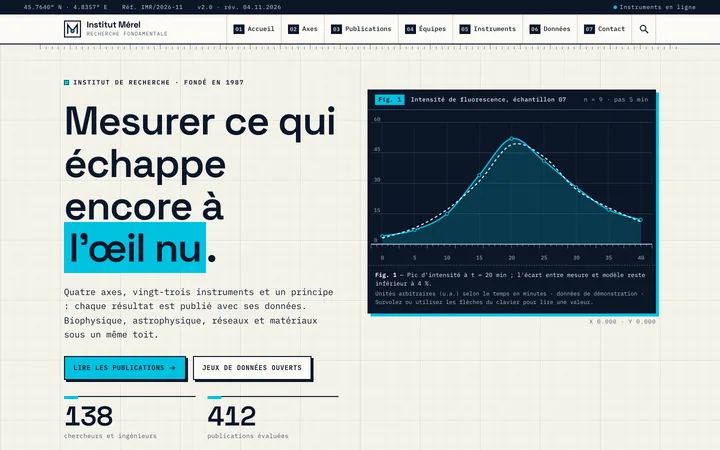 45.7640° N · 4.8357° E Réf. IMR/2026-11 v2.0 · rév. 04.11.2026 Instruments en ligne
Institut Mérel
RECHERCHE FONDAMENTALE
01 Accueil 02 Axes 03 Publications 04 Équipes 05 Instruments 06 Données 07 Contact
INSTITUT DE RECHERCHE · FONDÉ EN 1987
Mesurer ce qui
échappe
encore à
l'œil nu.
Quatre axes, vingt-trois instruments et un principe
: chaque résultat est publié avec ses données.
Biophysique, astrophysique, réseaux et matériaux
sous un même toit.
LIRE LES PUBLICATIONS → JEUX DE DONNÉES OUVERTS
138 412
chercheurs et ingénieurs publications évaluées
Fig. 1 Intensité de fluorescence, échantillon 07 n = 9 · pas 5 min
60
45
30
15
0
0 5 10 15 20 25 30 35 40
Fig. 1 — Pic d'intensité à t = 20 min ; l'écart entre mesure et modèle reste
inférieur à 4 %.
Unités arbitraires (u.a.) selon le temps en minutes · données de démonstration ·
Survolez ou utilisez les flèches du clavier pour lire une valeur.
X 0.000 · Y 0.000